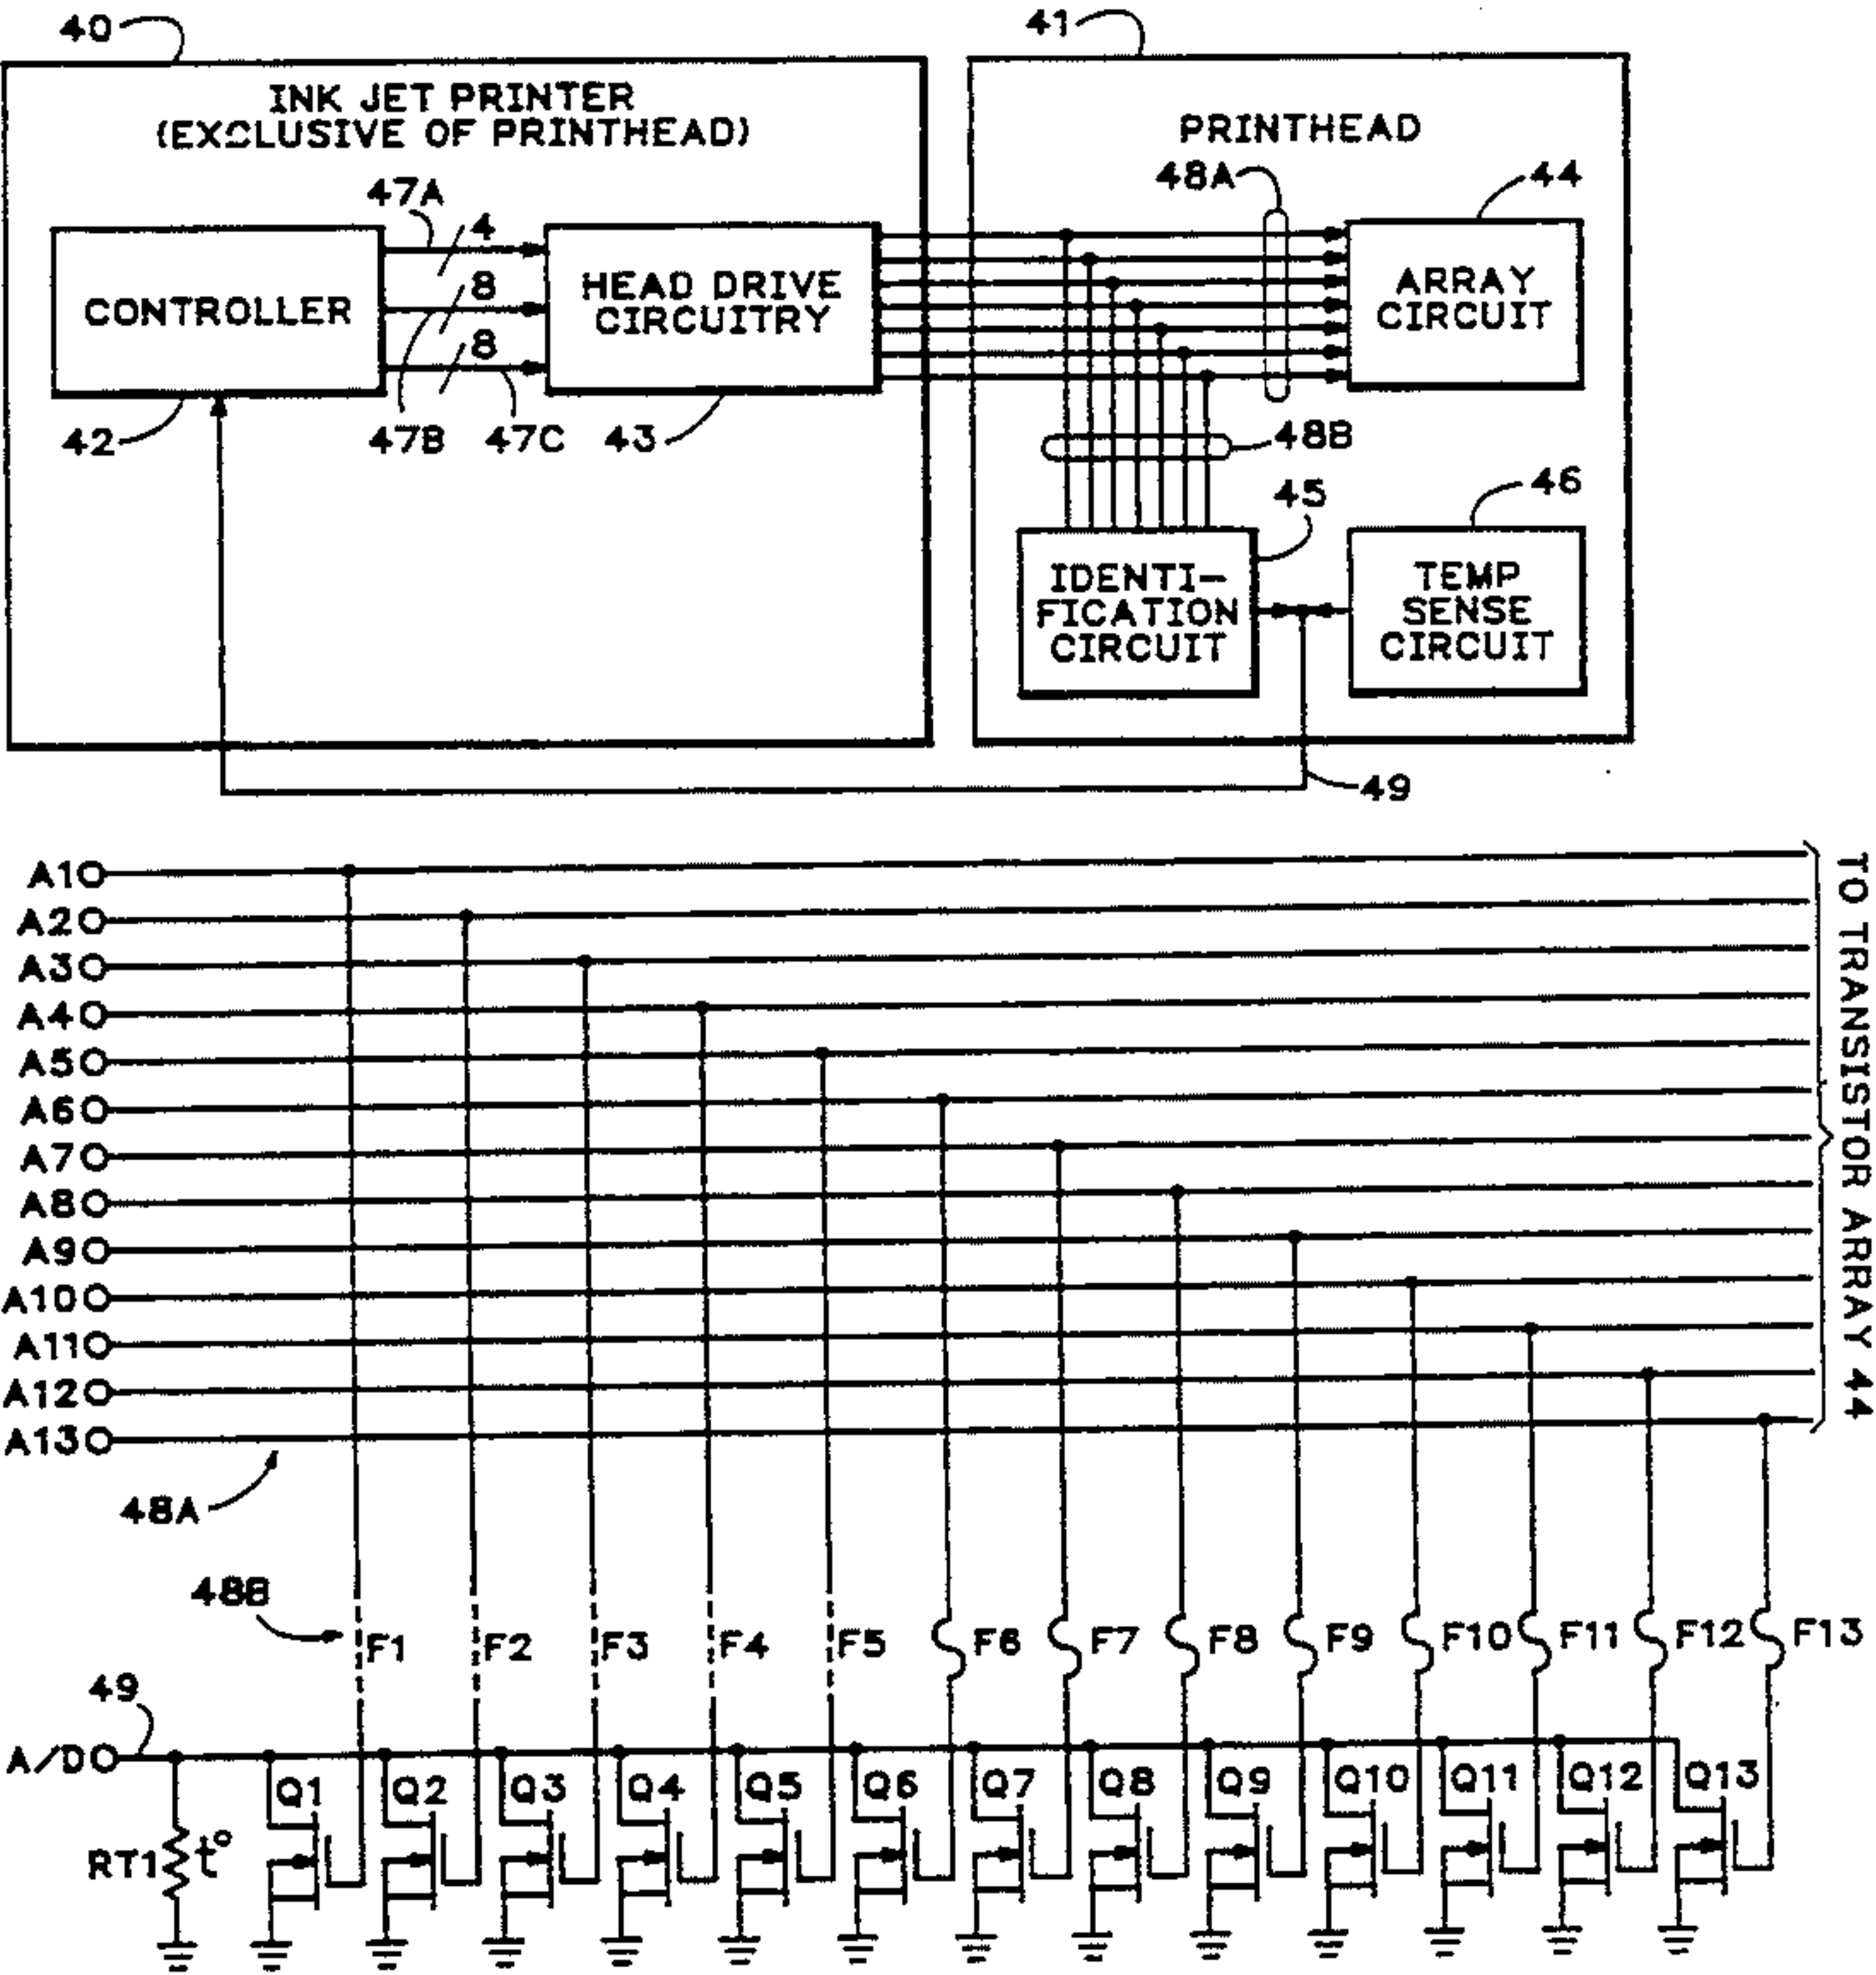 40
41
INK JET PRINTER
(EXCLUSIVE OF PRINTHEAD)
PRINTHEAD
47A
4
48A
44
CONTROLLER
8
8
HEAD DRIVE
CIRCUITRY
ARRAY
CIRCUIT
42
47B
47C
43
48B
45
46
IDENTI-
FICATION
CIRCUIT
TEMP
SENSE
CIRCUIT
49
A1
A2
A3
A4
A5
A6
A7
A8
A9
A10
A11
A12
A13
TO TRANSISTOR ARRAY 44
48A
48B
F1 F2 F3 F4 F5 F6 F7 F8 F9 F10 F11 F12 F13
49
A/D
Q1 Q2 Q3 Q4 Q5 Q6 Q7 Q8 Q9 Q10 Q11 Q12 Q13
RT1 t°